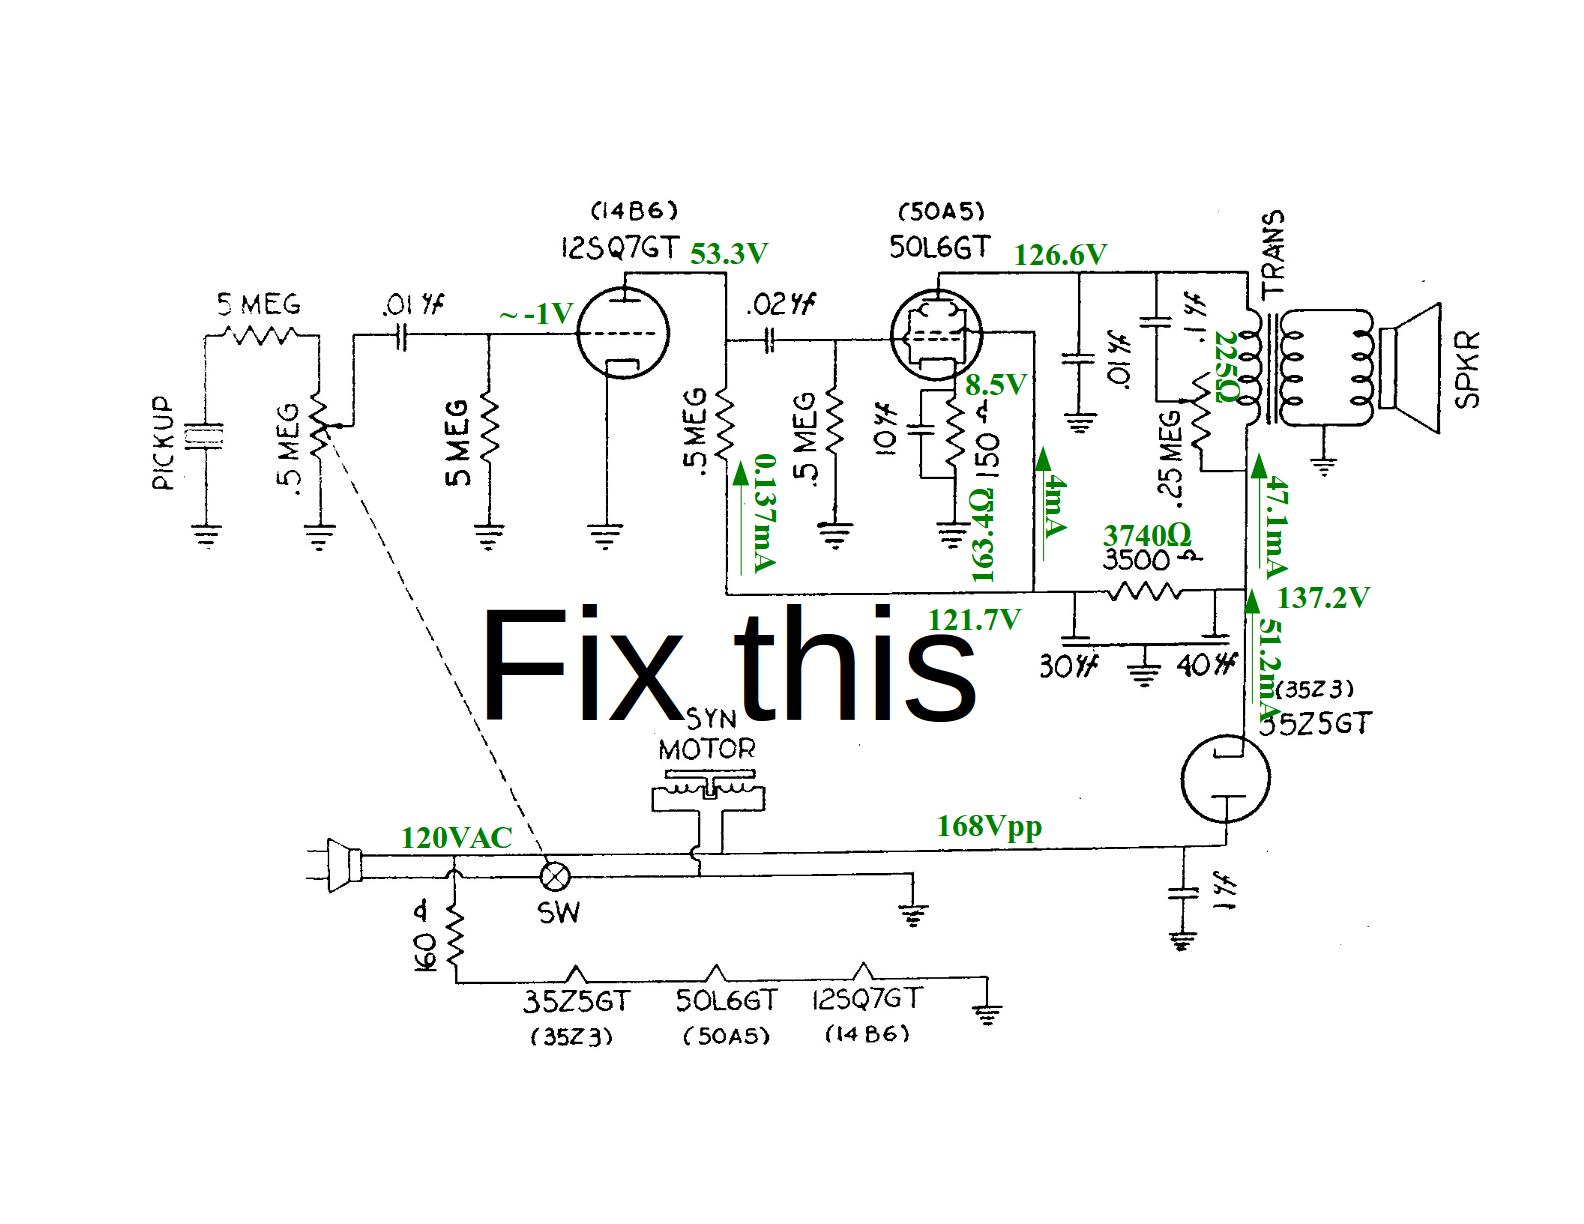 (14B6)
12SQ7GT
53.3V
(50A5)
50L6GT
126.6V
TRANS
5 MEG
.01 µf
~ -1V
.02 µf
.01 µf
.1 µf
225Ω
SPKR
PICKUP
.5 MEG
5 MEG
.5 MEG
0.137mA
.5 MEG
10 µf
8.5V
150 Ω
163.4Ω
4mA
.25 MEG
47.1mA
3740Ω
3500 Ω
137.2V
121.7V
Fix this
30 µf
40 µf
51.2mA
(35Z3)
35Z5GT
SYN
MOTOR
120VAC
168Vpp
SW
.1 µf
160 Ω
35Z5GT
50L6GT
12SQ7GT
(35Z3)
(50A5)
(14B6)